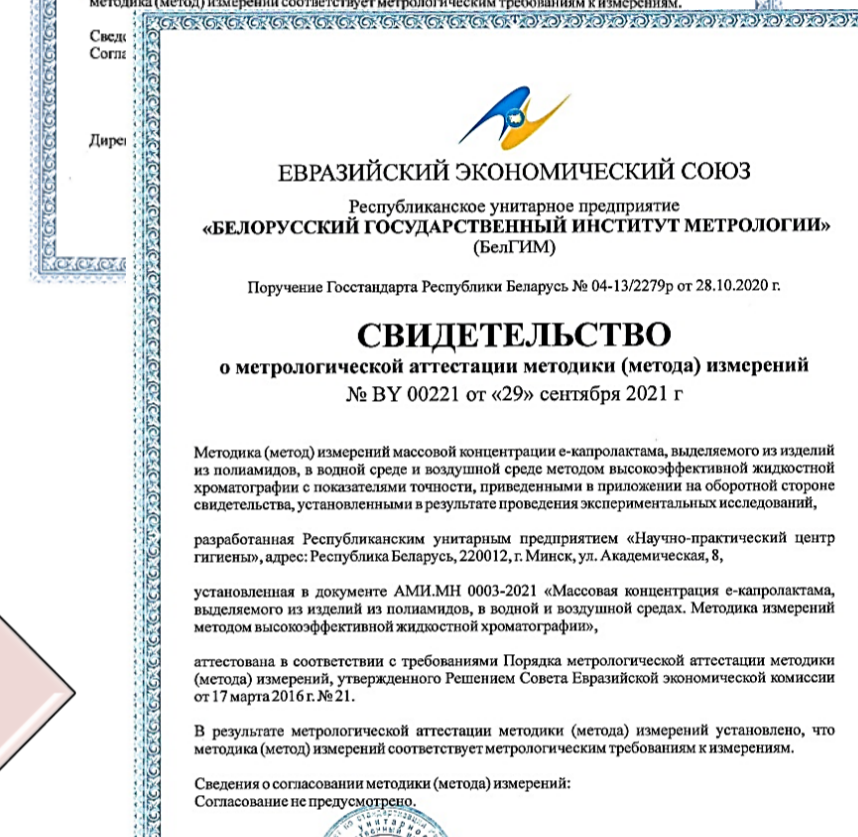 методика (метод) измерений соответствует метрологическим требованиям к измерениям.
ЕВРАЗИЙСКИЙ ЭКОНОМИЧЕСКИЙ СОЮЗ
Республиканское унитарное предприятие
«БЕЛОРУССКИЙ ГОСУДАРСТВЕННЫЙ ИНСТИТУТ МЕТРОЛОГИИ»
(БелГИМ)
Поручение Госстандарта Республики Беларусь № 04-13/2279р от 28.10.2020 г.
СВИДЕТЕЛЬСТВО
о метрологической аттестации методики (метода) измерений
№ BY 00221 от «29» сентября 2021 г
Методика (метод) измерений массовой концентрации е-капролактама, выделяемого из изделий
из полиамидов, в водной среде и воздушной среде методом высокоэффективной жидкостной
хроматографии с показателями точности, приведенными в приложении на оборотной стороне
свидетельства, установленными в результате проведения экспериментальных исследований,
разработанная Республиканским унитарным предприятием «Научно-практический центр
гигиены», адрес: Республика Беларусь, 220012, г. Минск, ул. Академическая, 8,
установленная в документе АМИ.МН 0003-2021 «Массовая концентрация е-капролактама,
выделяемого из изделий из полиамидов, в водной и воздушной средах. Методика измерений
методом высокоэффективной жидкостной хроматографии»,
аттестована в соответствии с требованиями Порядка метрологической аттестации методики
(метода) измерений, утвержденного Решением Совета Евразийской экономической комиссии
от 17 марта 2016 г. № 21.
В результате метрологической аттестации методики (метода) измерений установлено, что
методика (метод) измерений соответствует метрологическим требованиям к измерениям.
Сведения о согласовании методики (метода) измерений:
Согласование не предусмотрено.